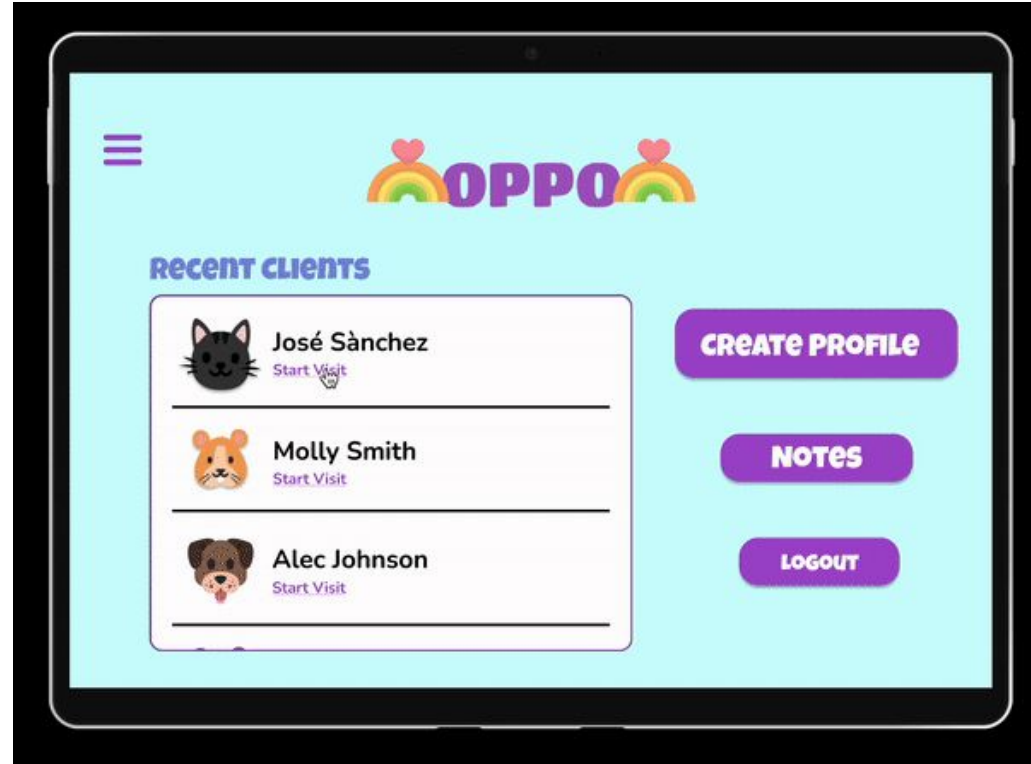 OPPO
Recent Clients
José Sànchez
Start Visit
Molly Smith
Start Visit
Alec Johnson
Start Visit
Create Profile
Notes
Logout